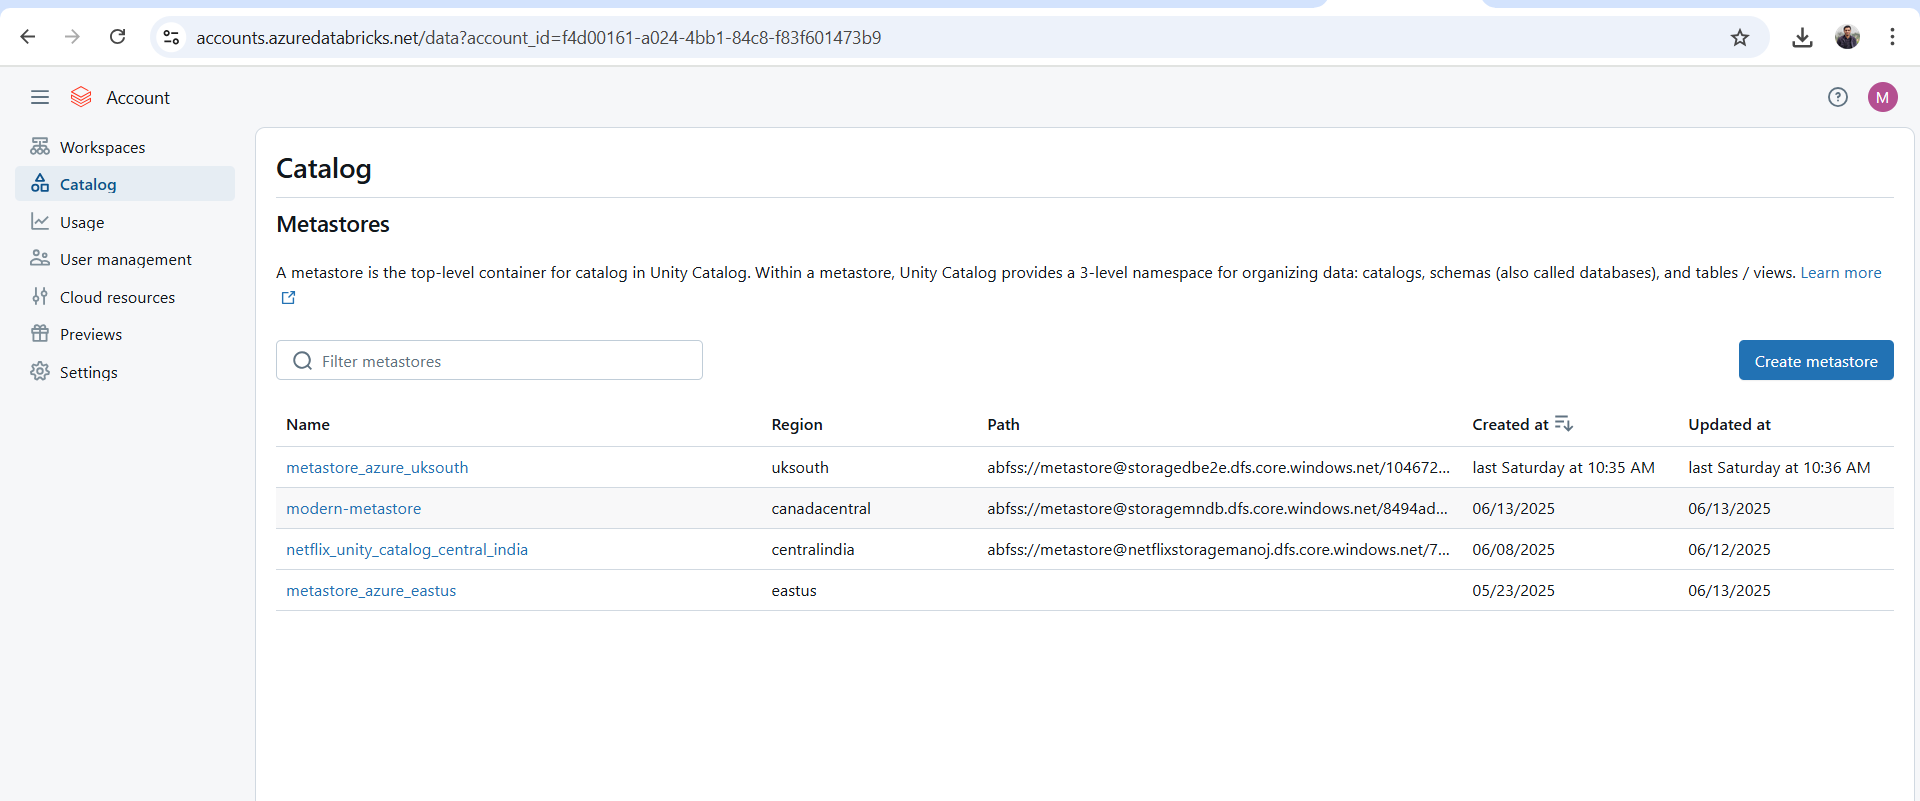 accounts.azuredatabricks.net/data?account_id=f4d00161-a024-4bb1-84c8-f83f601473b9
Account
M
Workspaces
Catalog
Usage
User management
Cloud resources
Previews
Settings
Catalog
Metastores
A metastore is the top-level container for catalog in Unity Catalog. Within a metastore, Unity Catalog provides a 3-level namespace for organizing data: catalogs, schemas (also called databases), and tables / views. Learn more
Filter metastores
Create metastore
Name Region Path Created at Updated at
metastore_azure_uksouth uksouth abfss://metastore@storagedbe2e.dfs.core.windows.net/104672... last Saturday at 10:35 AM last Saturday at 10:36 AM
modern-metastore canadacentral abfss://metastore@storagemndb.dfs.core.windows.net/8494ad... 06/13/2025 06/13/2025
netflix_unity_catalog_central_india centralindia abfss://metastore@netflixstoragemanoj.dfs.core.windows.net/7... 06/08/2025 06/12/2025
metastore_azure_eastus eastus 05/23/2025 06/13/2025